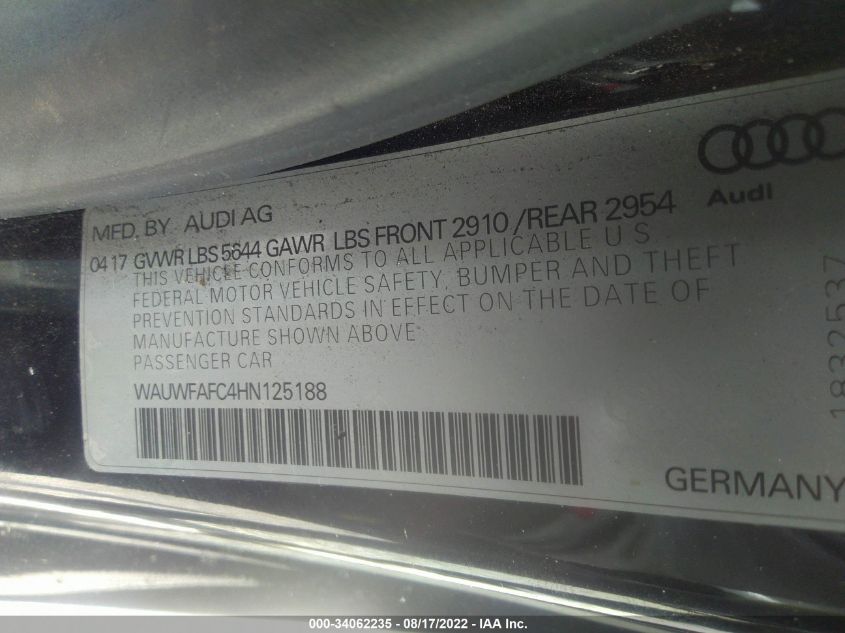 Audi
MFD. BY AUDI AG
04 17 GVWR LBS 5644 GAWR LBS FRONT 2910 /REAR 2954
THIS VEHICLE CONFORMS TO ALL APPLICABLE U S
FEDERAL MOTOR VEHICLE SAFETY, BUMPER AND THEFT
PREVENTION STANDARDS IN EFFECT ON THE DATE OF
MANUFACTURE SHOWN ABOVE
PASSENGER CAR
WAUWFAFC4HN125188
1832537
GERMANY
000-34062235 - 08/17/2022 - IAA Inc.